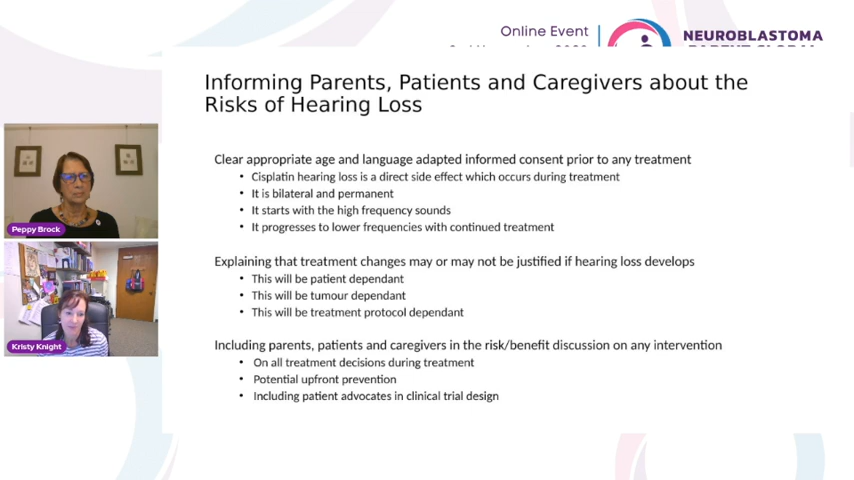 Online Event
NEUROBLASTOMA
Informing Parents, Patients and Caregivers about the
Risks of Hearing Loss
Clear appropriate age and language adapted informed consent prior to any treatment
• Cisplatin hearing loss is a direct side effect which occurs during treatment
• It is bilateral and permanent
• It starts with the high frequency sounds
• It progresses to lower frequencies with continued treatment
Explaining that treatment changes may or may not be justified if hearing loss develops
• This will be patient dependant
• This will be tumour dependant
• This will be treatment protocol dependant
Including parents, patients and caregivers in the risk/benefit discussion on any intervention
• On all treatment decisions during treatment
• Potential upfront prevention
• Including patient advocates in clinical trial design
Peppy Brock
Kristy Knight